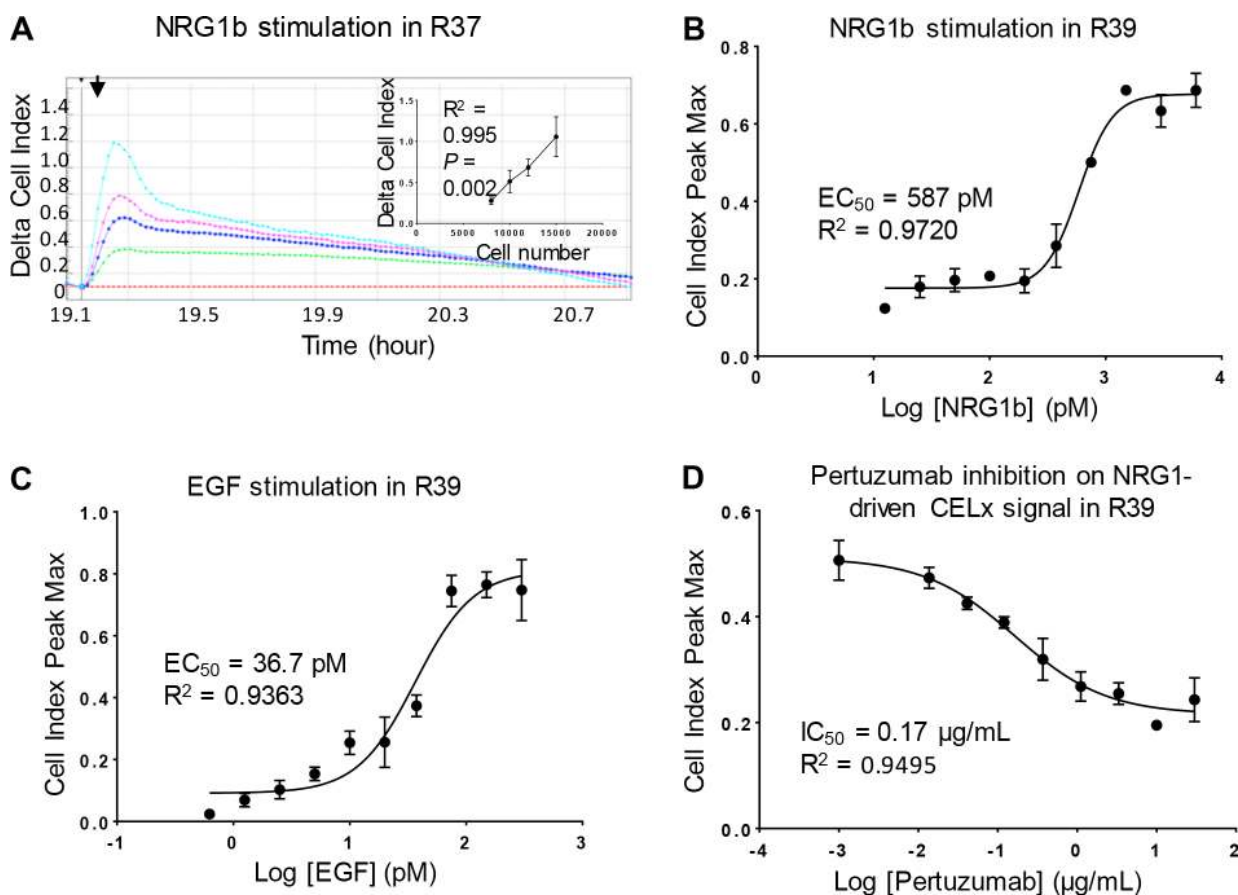 A
NRG1b stimulation in R37
Delta Cell Index
1.4
1.2
1.0
0.8
0.6
0.4
0.2
0
19.1
19.5
19.9
20.3
20.7
Time (hour)
Delta Cell Index
1.5
1.0
0.5
0.0
R² =
0.995
P =
0.002
0
5000
10000
15000
20000
Cell number
B
NRG1b stimulation in R39
Cell Index Peak Max
0.8
0.6
0.4
0.2
0.0
EC₅₀ = 587 pM
R² = 0.9720
0
1
2
3
4
Log [NRG1b] (pM)
C
EGF stimulation in R39
Cell Index Peak Max
1.0
0.8
0.6
0.4
0.2
0.0
EC₅₀ = 36.7 pM
R² = 0.9363
-1
0
1
2
3
Log [EGF] (pM)
D
Pertuzumab inhibition on NRG1-
driven CELx signal in R39
Cell Index Peak Max
0.6
0.4
0.2
0.0
IC₅₀ = 0.17 µg/mL
R² = 0.9495
-4
-3
-2
-1
0
1
2
Log [Pertuzumab] (µg/mL)